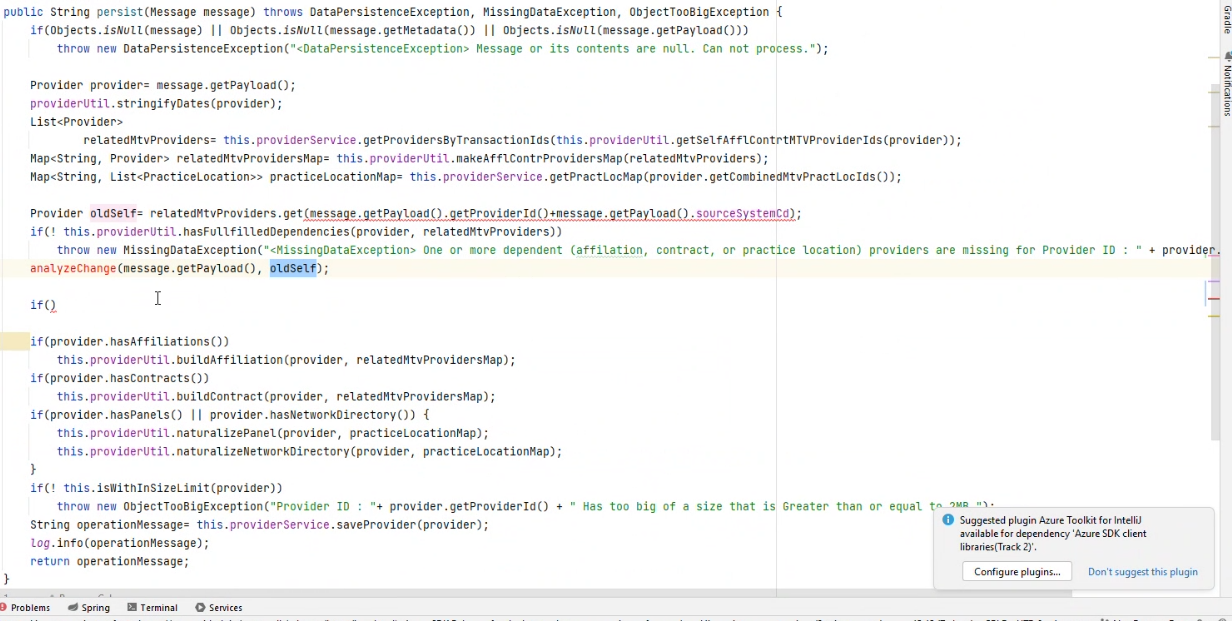 public String persist(Message message) throws DataPersistenceException, MissingDataException, ObjectTooBigException {
if(Objects.isNull(message) || Objects.isNull(message.getMetadata()) || Objects.isNull(message.getPayload()))
throw new DataPersistenceException("<DataPersistenceException> Message or its contents are null. Can not process.");
Provider provider= message.getPayload();
providerUtil.stringifyDates(provider);
List<Provider>
relatedMtvProviders= this.providerService.getProvidersByTransactionIds(this.providerUtil.getSelfAfflContrtMTVProviderIds(provider));
Map<String, Provider> relatedMtvProvidersMap= this.providerUtil.makeAfflContrProvidersMap(relatedMtvProviders);
Map<String, List<PracticeLocation>> practiceLocationMap= this.providerService.getPractLocMap(provider.getCombinedMtvPractLocIds());
Provider oldSelf= relatedMtvProviders.get(message.getPayload().getProviderId()+message.getPayload().sourceSystemCd);
if(! this.providerUtil.hasFullfilledDependencies(provider, relatedMtvProviders))
throw new MissingDataException("<MissingDataException> One or more dependent (affilation, contract, or practice location) providers are missing for Provider ID : " + provider.
analyzeChange(message.getPayload(), oldSelf);
if()
if(provider.hasAffiliations())
this.providerUtil.buildAffiliation(provider, relatedMtvProvidersMap);
if(provider.hasContracts())
this.providerUtil.buildContract(provider, relatedMtvProvidersMap);
if(provider.hasPanels() || provider.hasNetworkDirectory()) {
this.providerUtil.naturalizePanel(provider, practiceLocationMap);
this.providerUtil.naturalizeNetworkDirectory(provider, practiceLocationMap);
}
if(! this.isWithInSizeLimit(provider))
throw new ObjectTooBigException("Provider ID : "+ provider.getProviderId() + " Has too big of a size that is Greater than or equal to 2MB ");
String operationMessage= this.providerService.saveProvider(provider);
log.info(operationMessage);
return operationMessage;
}
Gradle
Notifications
Suggested plugin Azure Toolkit for IntelliJ
available for dependency 'Azure SDK client
libraries(Track 2)'.
Configure plugins... Don't suggest this plugin
Problems Spring Terminal Services